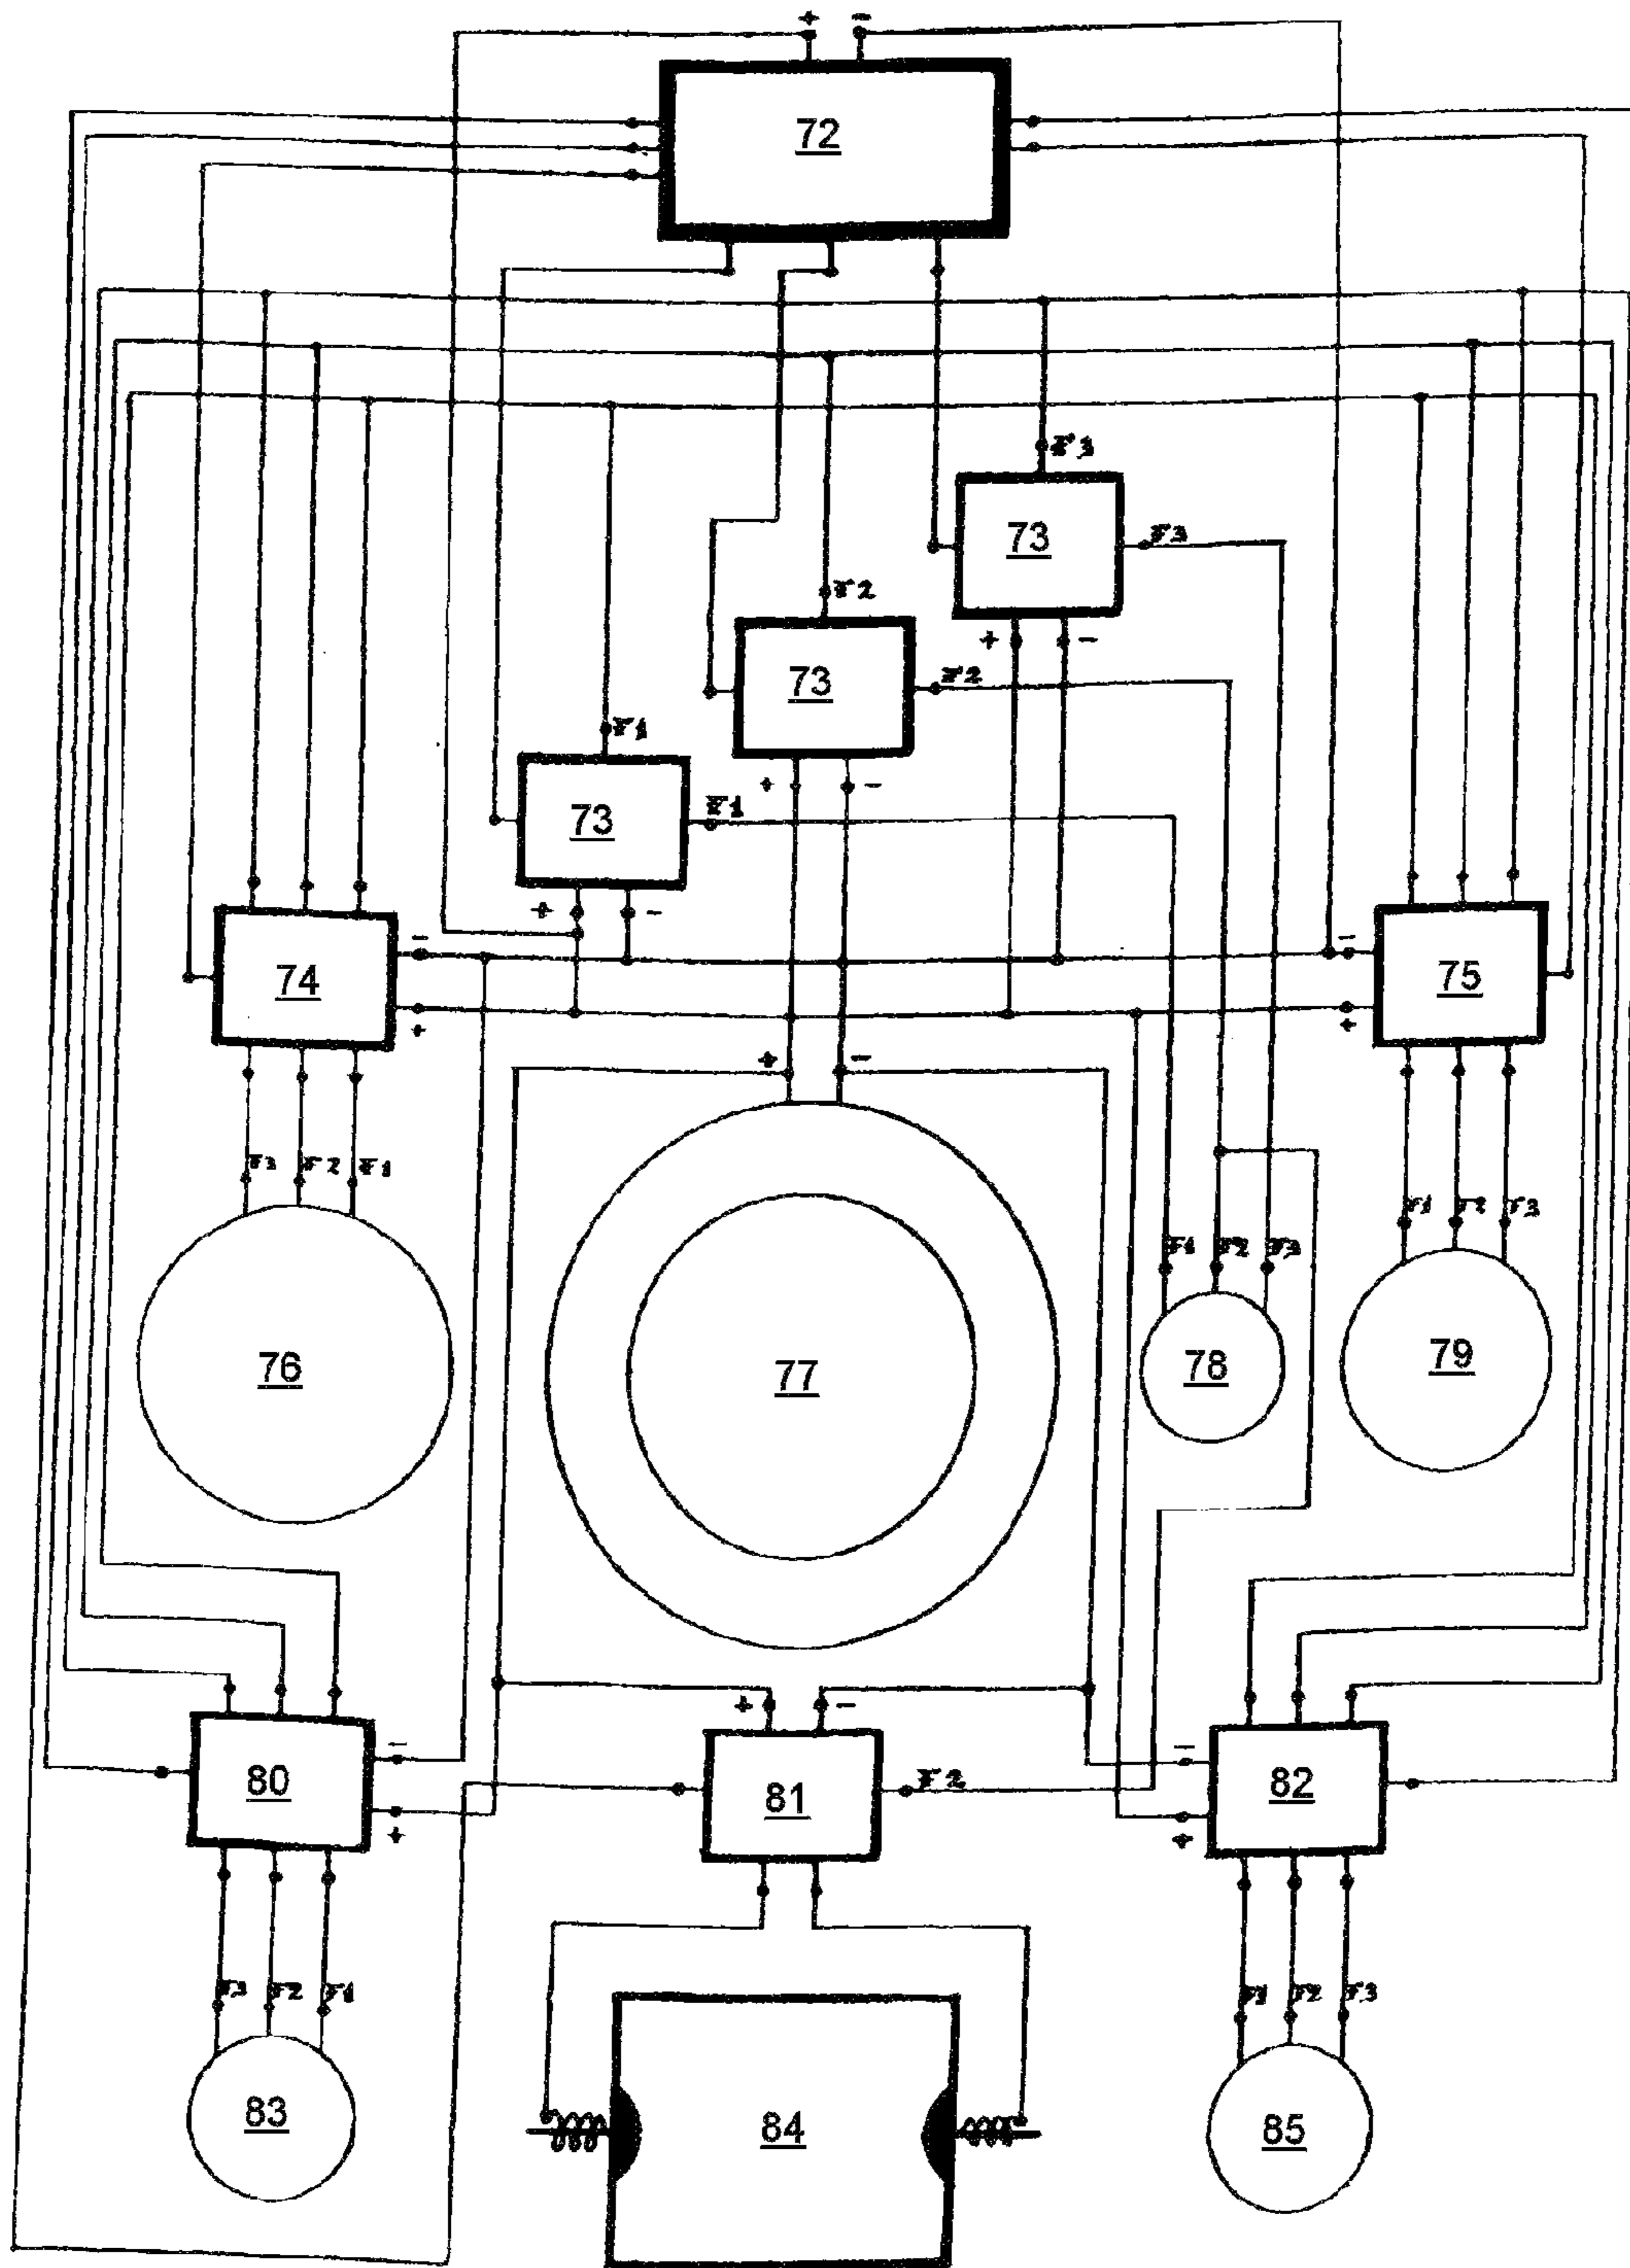 + -
72
F3
73 F3
+ -
F2
73 F2
+ -
F1
73 F1
+ -
74 - - 75
+ +
+ -
F3 F2 F1
F1 F2 F3
F1 F2 F3
76 77 78 79
+ -
- -
80 81 F2 82
+ +
F3 F2 F1
F1 F2 F3
83 84 85